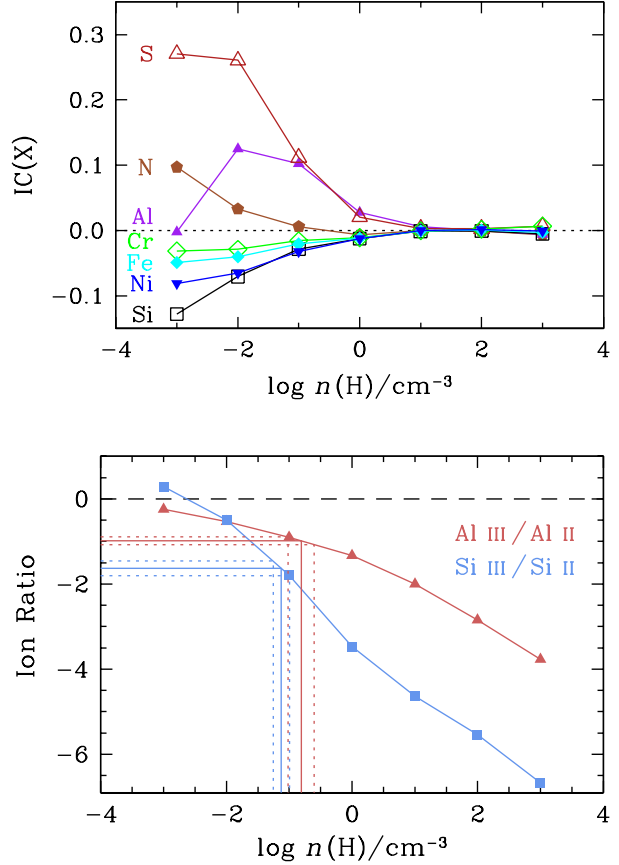 0.3
0.2
0.1
0.0
−0.1
IC(X)
S
N
Al
Cr
Fe
Ni
Si
−4 −2 0 2 4
log n(H)/cm⁻³
0
−2
−4
−6
Ion Ratio
Al III/Al II
Si III/Si II
−4 −2 0 2 4
log n(H)/cm⁻³